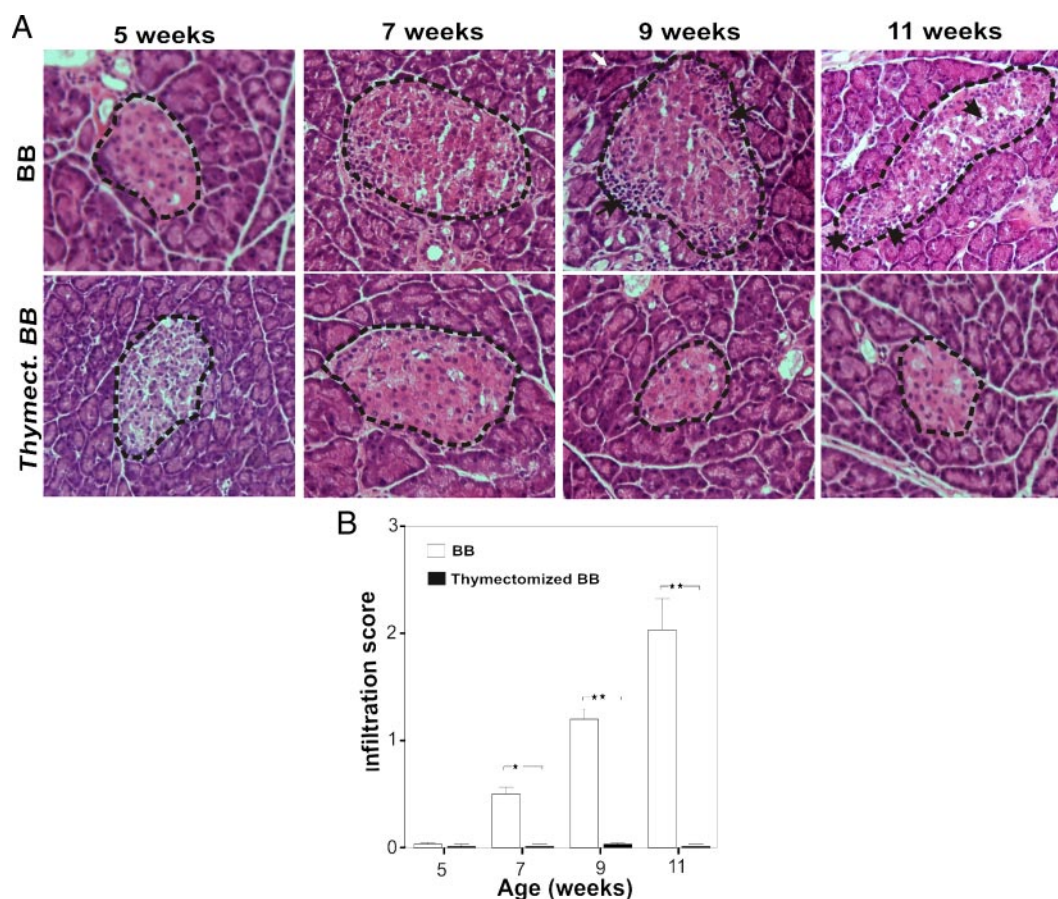 A
5 weeks 7 weeks 9 weeks 11 weeks
BB
Thymect. BB
B
3
BB
Thymectomized BB
**
2
**
Infiltration score
1
*
0
5 7 9 11
Age (weeks)